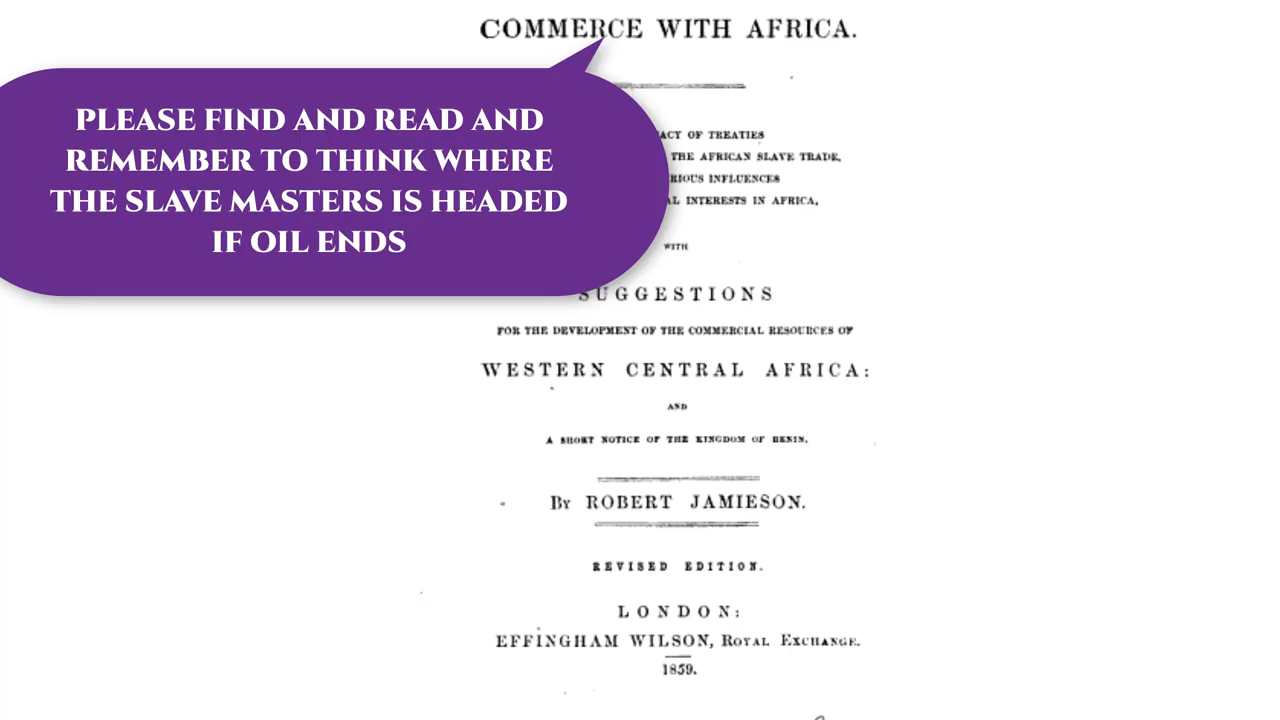 COMMERCE WITH AFRICA.
PLEASE FIND AND READ AND
REMEMBER TO THINK WHERE
THE SLAVE MASTERS IS HEADED
IF OIL ENDS
OF TREATIES
THE AFRICAN SLAVE TRADE,
INFLUENCES
INTERESTS IN AFRICA,
WITH
SUGGESTIONS
FOR THE DEVELOPMENT OF THE COMMERCIAL RESOURCES OF
WESTERN CENTRAL AFRICA:
AND
A SHORT NOTICE OF THE KINGDOM OF BENIN.
By ROBERT JAMIESON.
REVISED EDITION.
LONDON:
EFFINGHAM WILSON, ROYAL EXCHANGE.
1859.